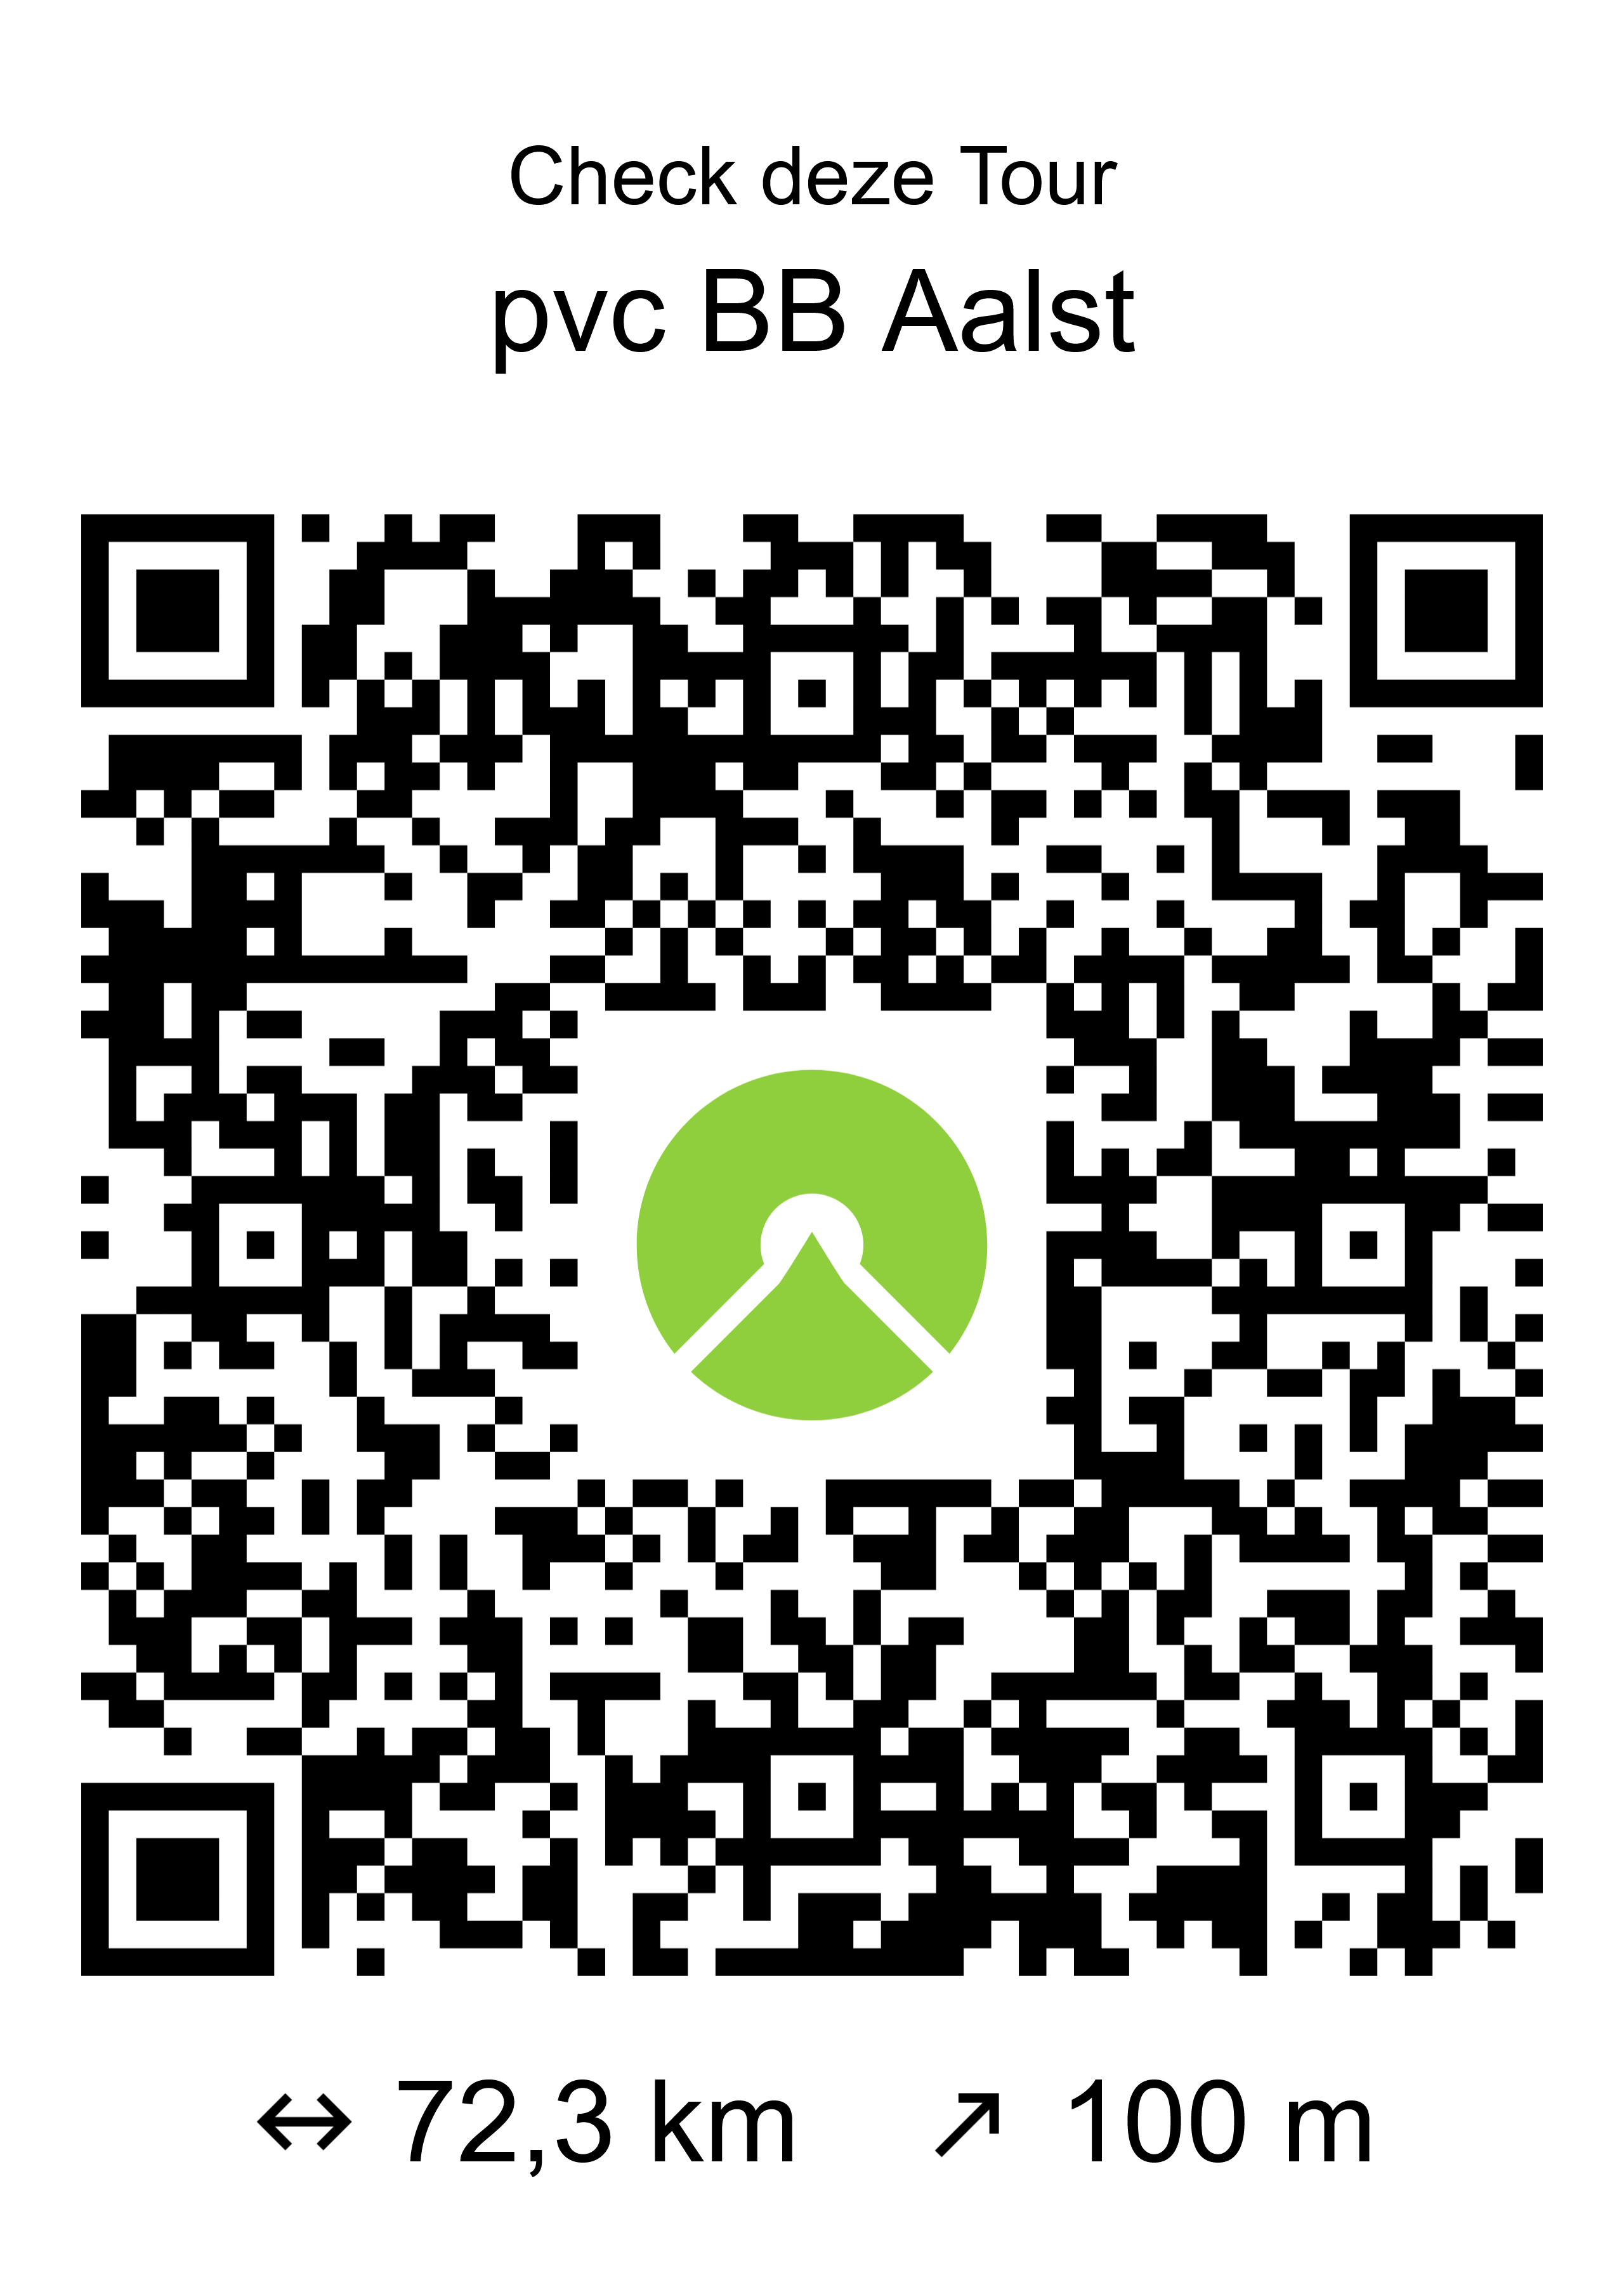 Check deze Tour
pvc BB Aalst
↔ 72,3 km ↗ 100 m